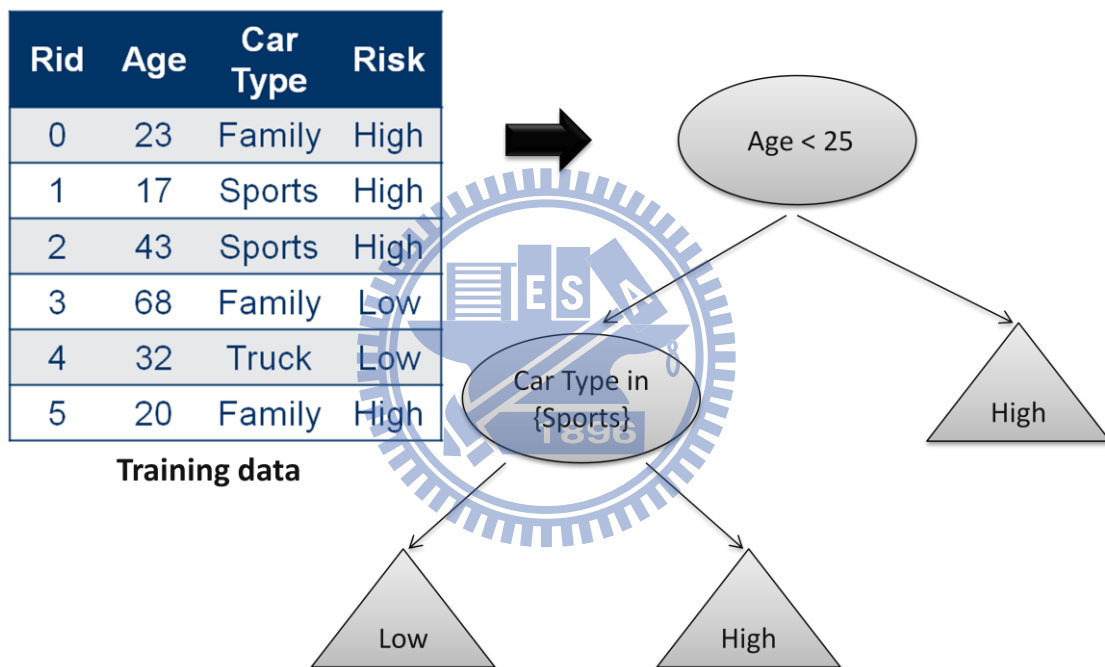 Rid Age Car Type Risk
0 23 Family High
1 17 Sports High
2 43 Sports High
3 68 Family Low
4 32 Truck Low
5 20 Family High
Training data
Age < 25
Car Type in
{Sports}
High
Low
High
E S A
1896